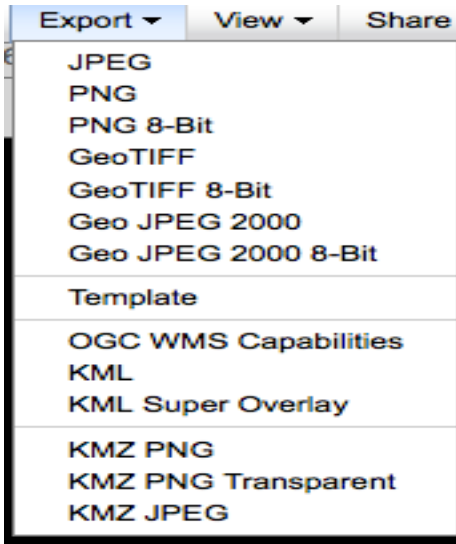 Export View Share
JPEG
PNG
PNG 8-Bit
GeoTIFF
GeoTIFF 8-Bit
Geo JPEG 2000
Geo JPEG 2000 8-Bit
Template
OGC WMS Capabilities
KML
KML Super Overlay
KMZ PNG
KMZ PNG Transparent
KMZ JPEG